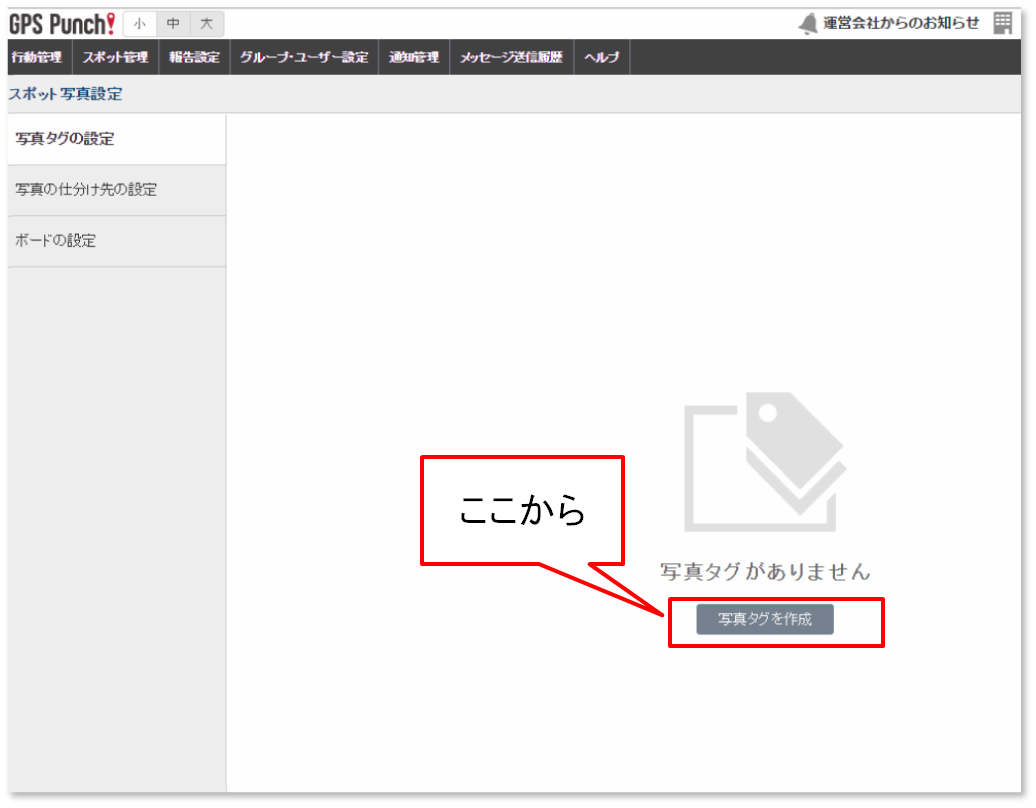 GPS Punch! 小 中 大 運営会社からのお知らせ
行動管理 スポット管理 報告設定 グループ・ユーザー設定 通知管理 メッセージ送信履歴 ヘルプ
スポット写真設定
写真タグの設定
写真の仕分け先の設定
ボードの設定
ここから
写真タグがありません
写真タグを作成